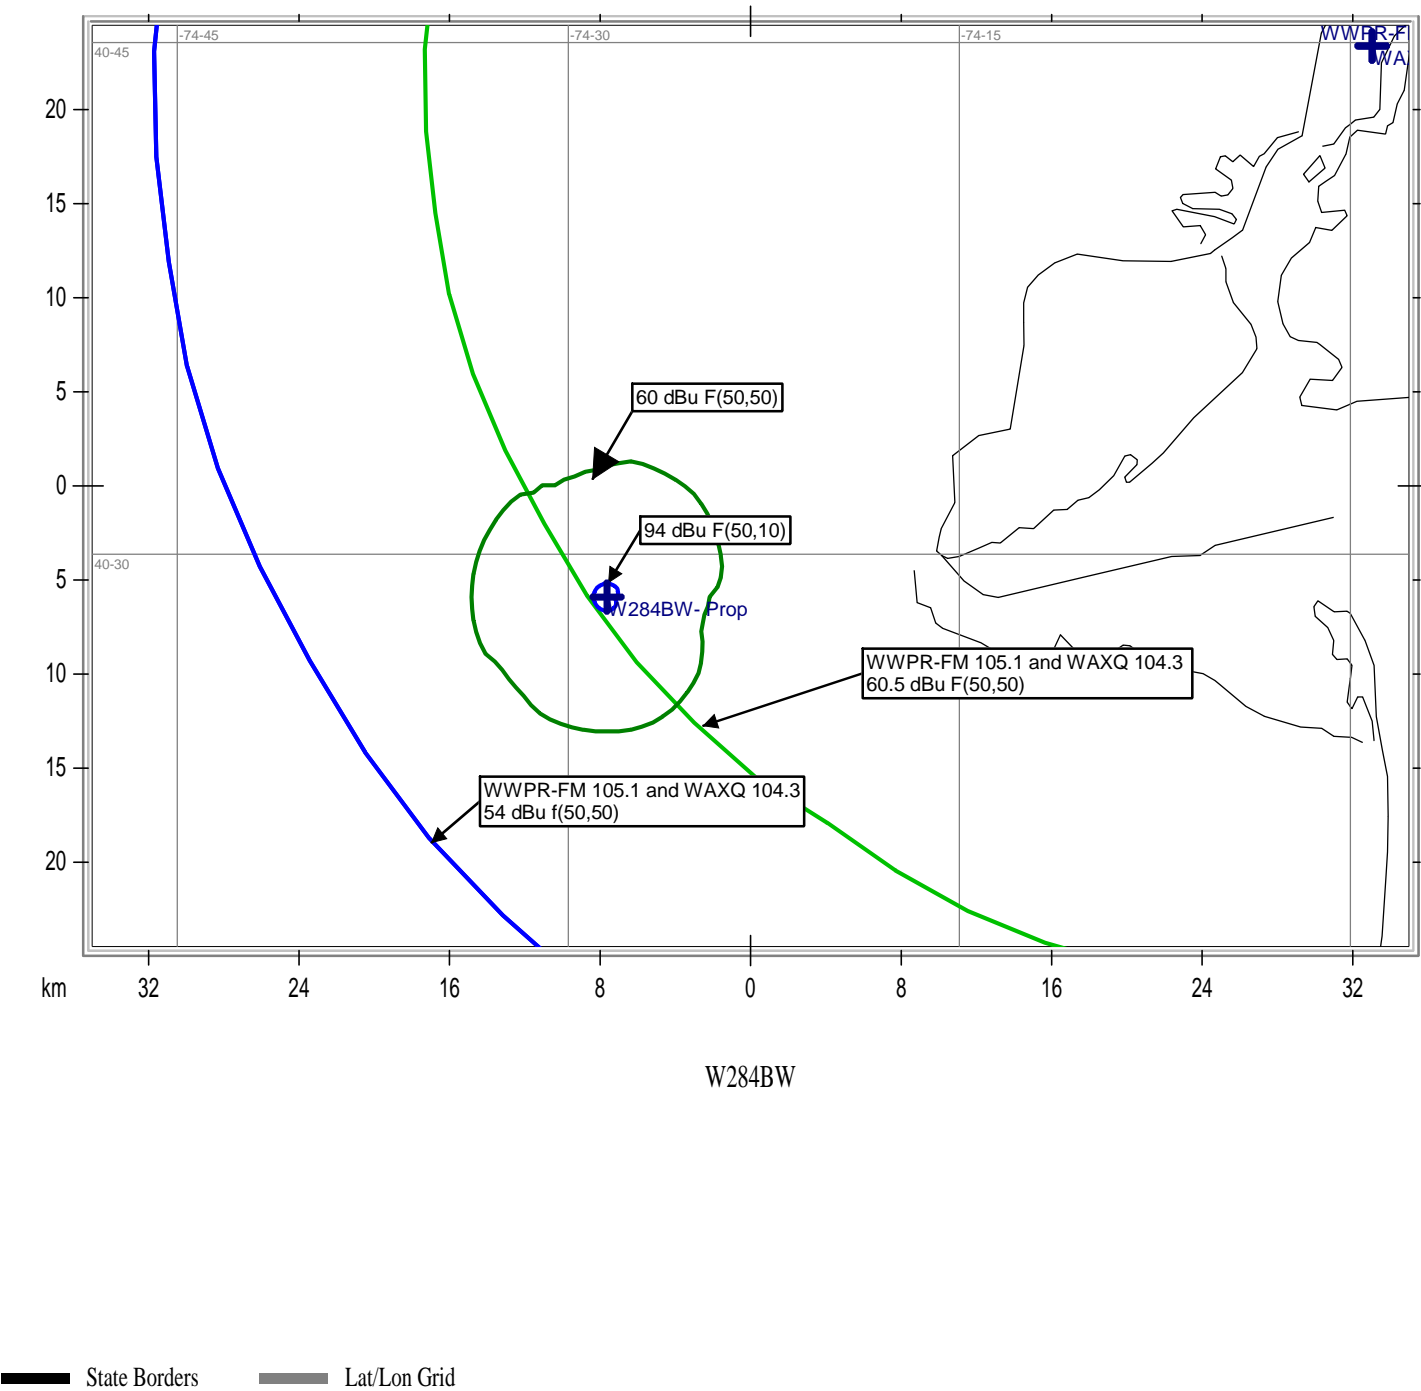 -74-45
-74-30
-74-15
WWPR-F
40-45
WA
20
15
10
5
60 dBu F(50,50)
0
94 dBu F(50,10)
40-30
5
W284BW- Prop
WWPR-FM 105.1 and WAXQ 104.3
60.5 dBu F(50,50)
10
15
WWPR-FM 105.1 and WAXQ 104.3
54 dBu f(50,50)
20
km 32 24 16 8 0 8 16 24 32
W284BW
State Borders Lat/Lon Grid